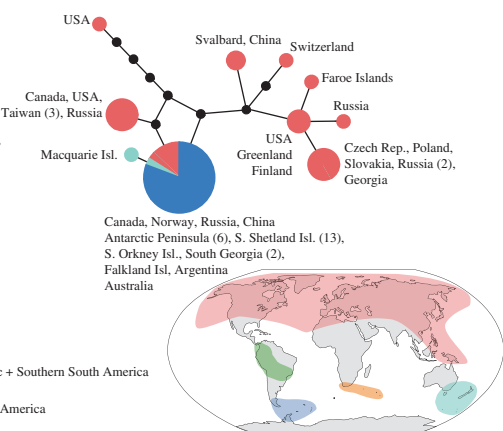 USA
Svalbard, China
Switzerland
Faroe Islands
Canada, USA,
Taiwan (3), Russia
Russia
USA
Greenland
Finland
Czech Rep., Poland,
Slovakia, Russia (2),
Georgia
Macquarie Isl.
Canada, Norway, Russia, China
Antarctic Peninsula (6), S. Shetland Isl. (13),
S. Orkney Isl., South Georgia (2),
Falkland Isl, Argentina
Australia
+ Southern South America
America